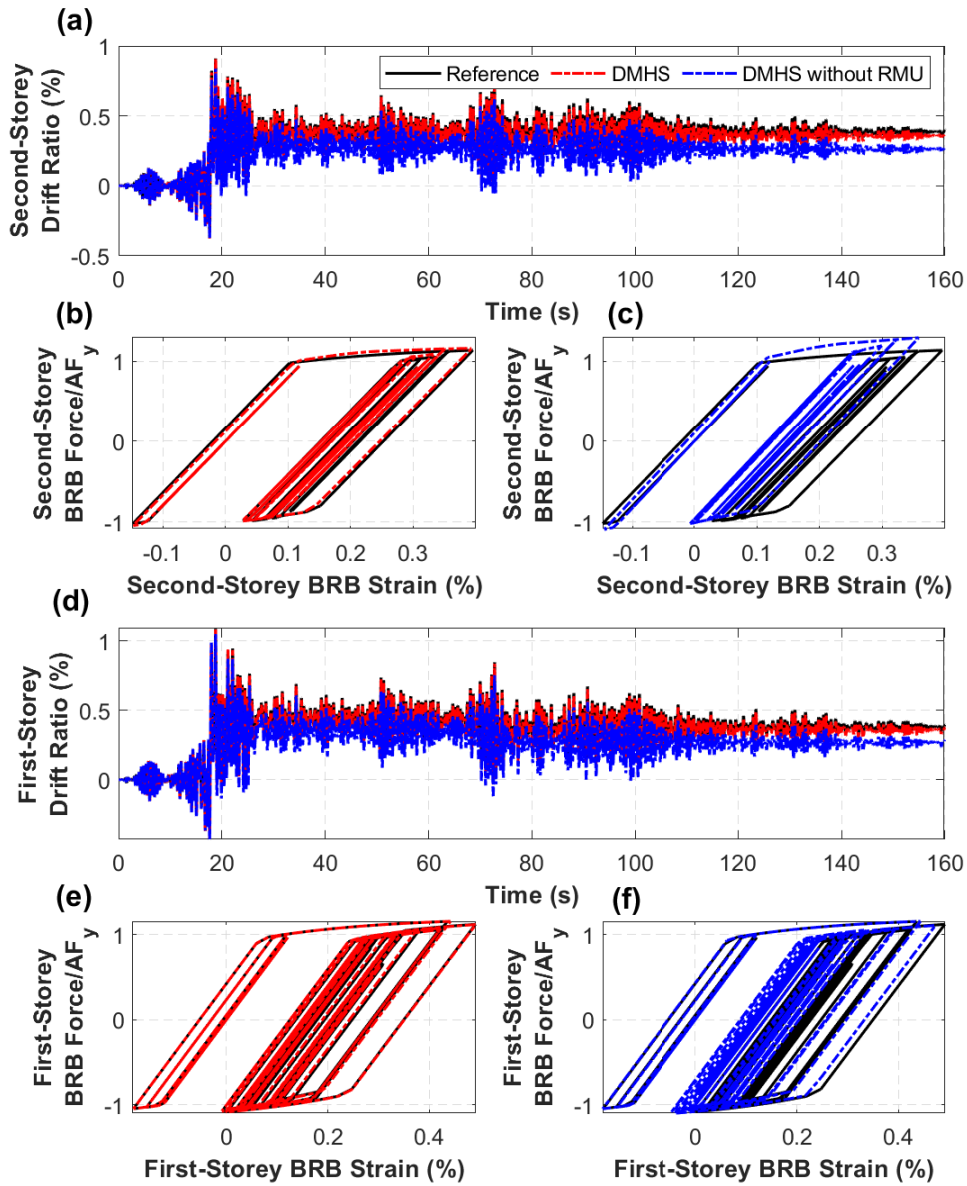 (a)
Second-Storey
Drift Ratio (%)
1
0.5
0
-0.5
Reference DMHS DMHS without RMU
0 20 40 60 80 100 120 140 160
Time (s)
(b)
Second-Storey
BRB Force/AFy
1
0
-1
-0.1 0 0.1 0.3
Second-Storey BRB Strain (%)
(c)
Second-Storey
BRB Force/AFy
1
0
-1
-0.1 0 0.1 0.3
Second-Storey BRB Strain (%)
(d)
First-Storey
Drift Ratio (%)
1
0.5
0
0 20 40 60 80 100 120 140 160
Time (s)
(e)
First-Storey
BRB Force/AFy
1
0
-1
0 0.2 0.4
First-Storey BRB Strain (%)
(f)
First-Storey
BRB Force/AFy
1
0
-1
0 0.2 0.4
First-Storey BRB Strain (%)